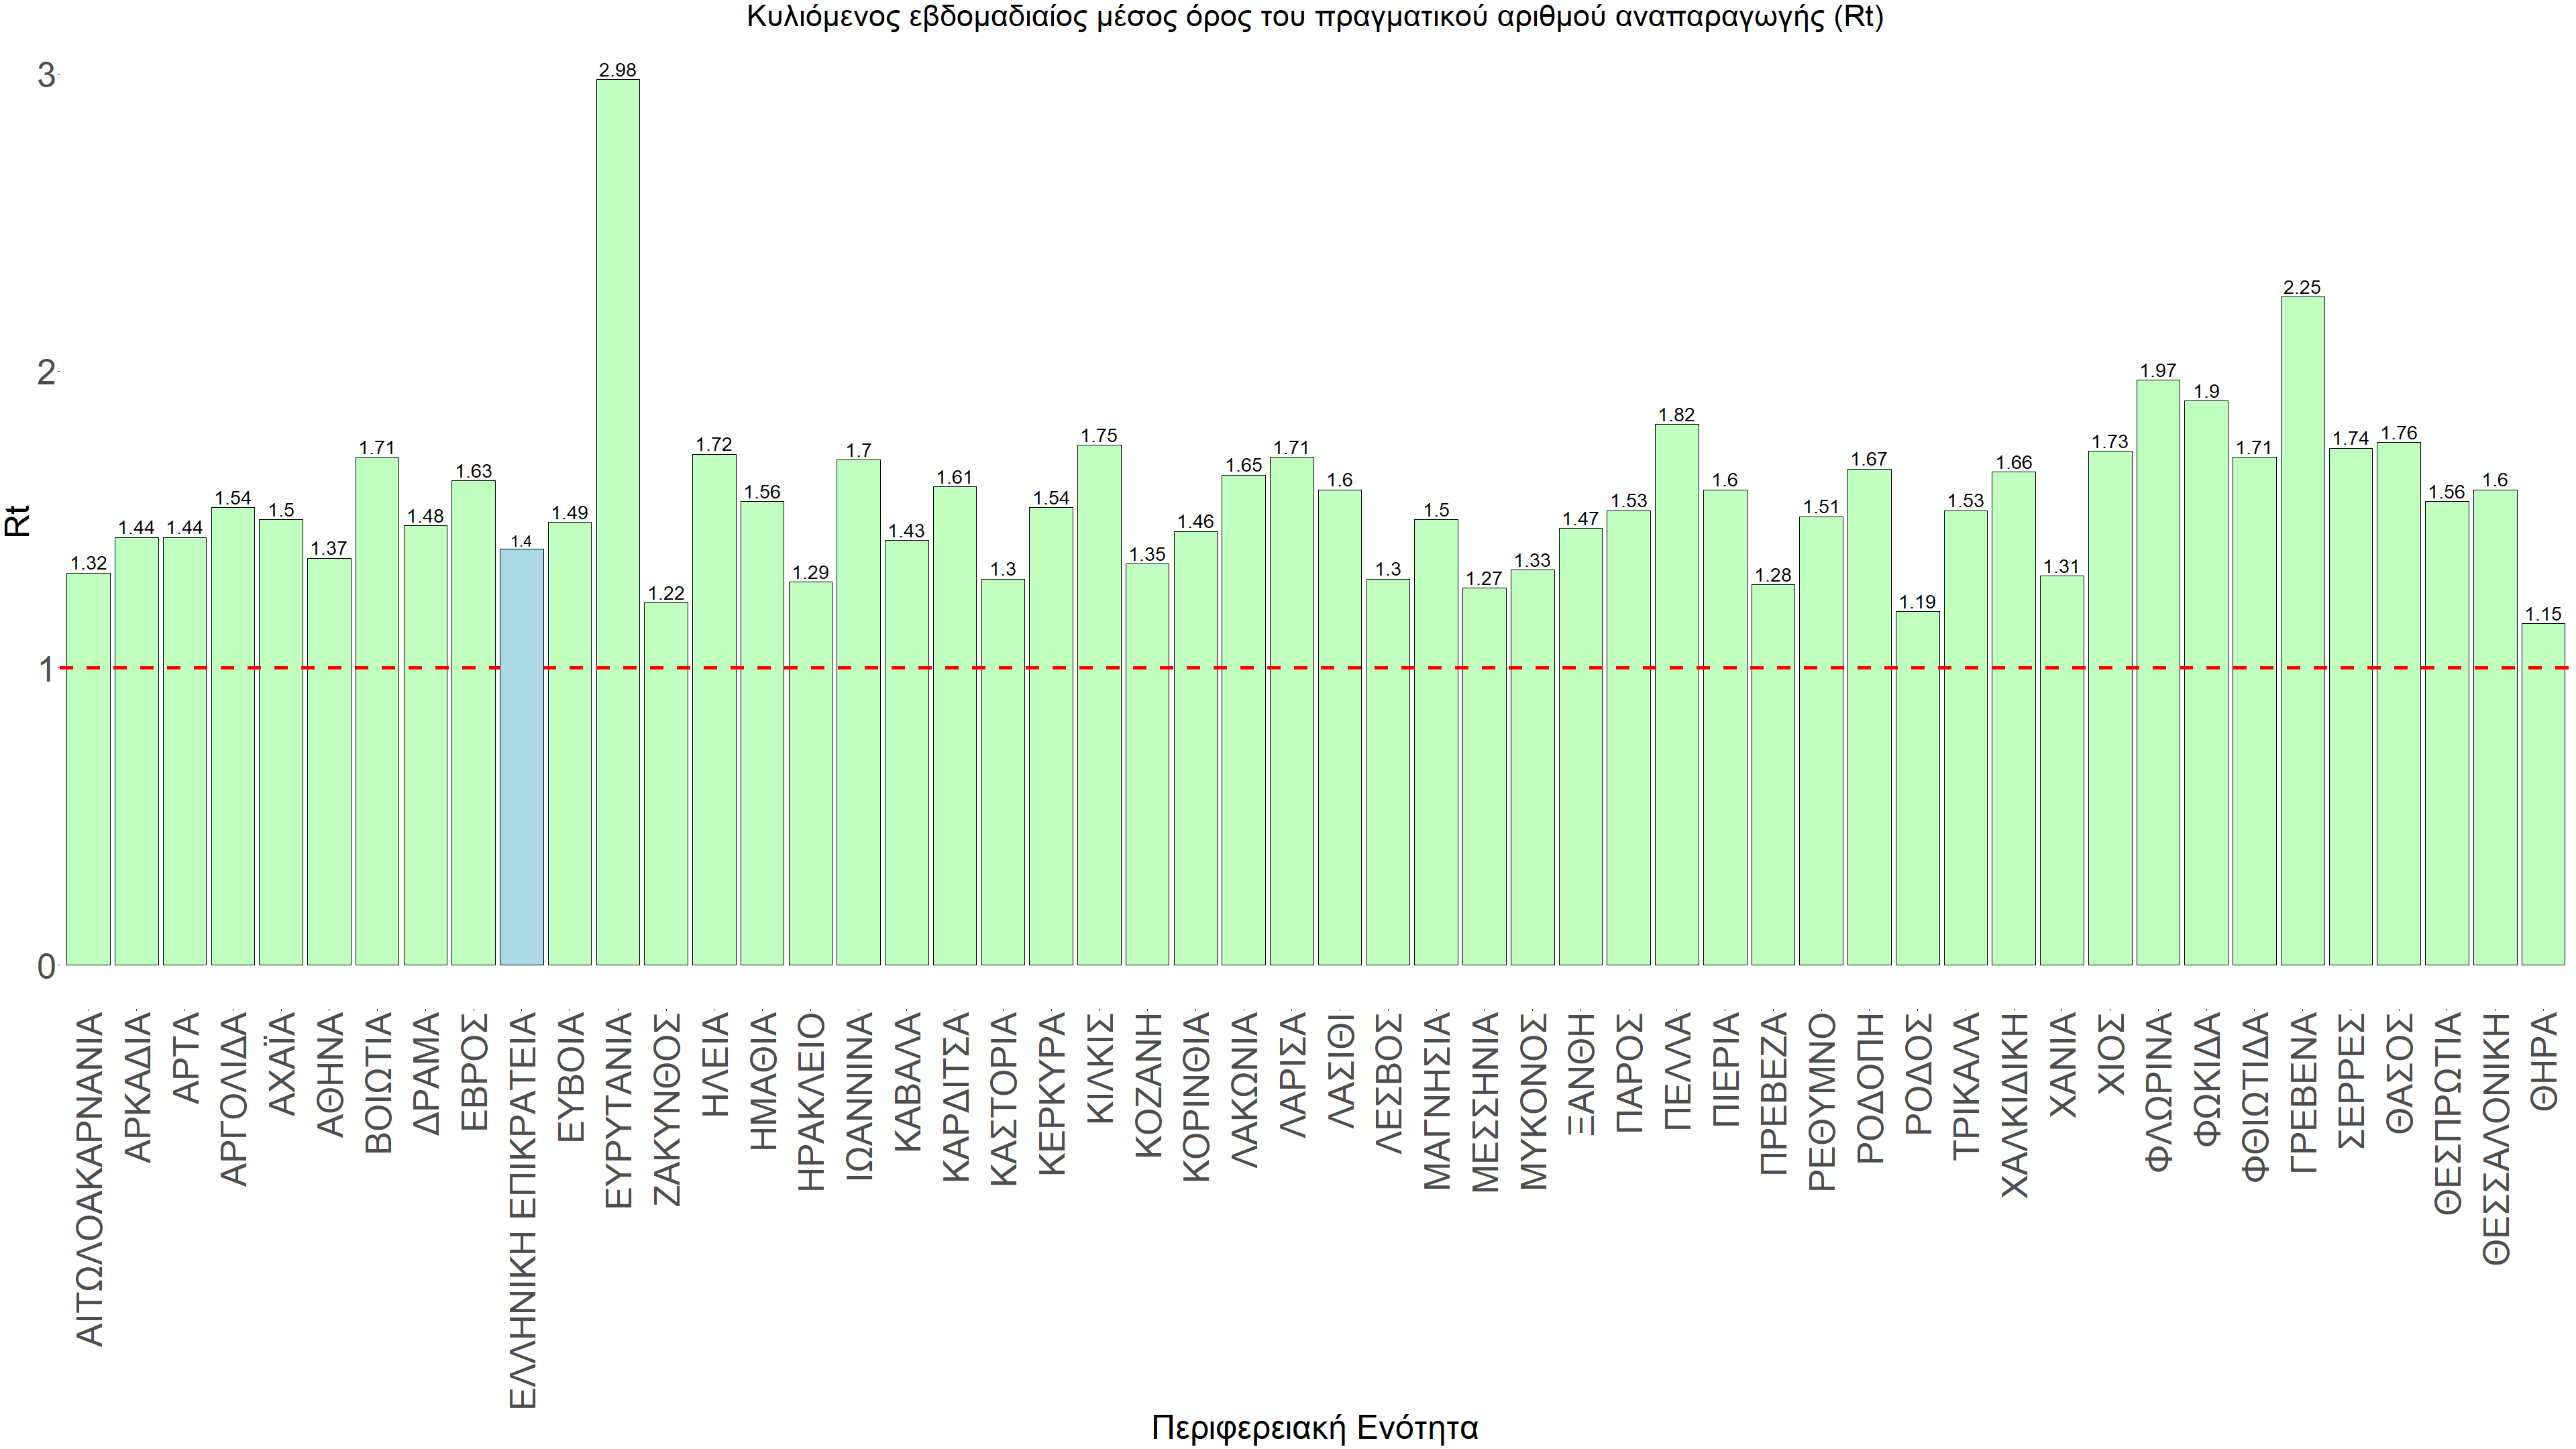 Κυλιόμενος εβδομαδιαίος μέσος όρος του πραγματικού αριθμού αναπαραγωγής (Rt)
Rt
3
2
1
0
1.32
1.44
1.44
1.54
1.5
1.37
1.71
1.48
1.63
1.4
1.49
2.98
1.22
1.72
1.56
1.29
1.7
1.43
1.61
1.3
1.54
1.75
1.35
1.46
1.65
1.71
1.6
1.3
1.5
1.27
1.33
1.47
1.53
1.82
1.6
1.28
1.51
1.67
1.19
1.53
1.66
1.31
1.73
1.97
1.9
1.71
2.25
1.74
1.76
1.56
1.6
1.15
ΑΙΤΩΛΟΑΚΑΡΝΑΝΙΑ
ΑΡΚΑΔΙΑ
ΑΡΤΑ
ΑΡΓΟΛΙΔΑ
ΑΧΑΪΑ
ΑΘΗΝΑ
ΒΟΙΩΤΙΑ
ΔΡΑΜΑ
ΕΒΡΟΣ
ΕΛΛΗΝΙΚΗ ΕΠΙΚΡΑΤΕΙΑ
ΕΥΒΟΙΑ
ΕΥΡΥΤΑΝΙΑ
ΖΑΚΥΝΘΟΣ
ΗΛΕΙΑ
ΗΜΑΘΙΑ
ΗΡΑΚΛΕΙΟ
ΙΩΑΝΝΙΝΑ
ΚΑΒΑΛΑ
ΚΑΡΔΙΤΣΑ
ΚΑΣΤΟΡΙΑ
ΚΕΡΚΥΡΑ
ΚΙΛΚΙΣ
ΚΟΖΑΝΗ
ΚΟΡΙΝΘΙΑ
ΛΑΚΩΝΙΑ
ΛΑΡΙΣΑ
ΛΑΣΙΘΙ
ΛΕΣΒΟΣ
ΜΑΓΝΗΣΙΑ
ΜΕΣΣΗΝΙΑ
ΜΥΚΟΝΟΣ
ΞΑΝΘΗ
ΠΑΡΟΣ
ΠΕΛΛΑ
ΠΙΕΡΙΑ
ΠΡΕΒΕΖΑ
ΡΕΘΥΜΝΟ
ΡΟΔΟΠΗ
ΡΟΔΟΣ
ΤΡΙΚΑΛΑ
ΧΑΛΚΙΔΙΚΗ
ΧΑΝΙΑ
ΧΙΟΣ
ΦΛΩΡΙΝΑ
ΦΩΚΙΔΑ
ΦΘΙΩΤΙΔΑ
ΓΡΕΒΕΝΑ
ΣΕΡΡΕΣ
ΘΑΣΟΣ
ΘΕΣΠΡΩΤΙΑ
ΘΕΣΣΑΛΟΝΙΚΗ
ΘΗΡΑ
Περιφερειακή Ενότητα